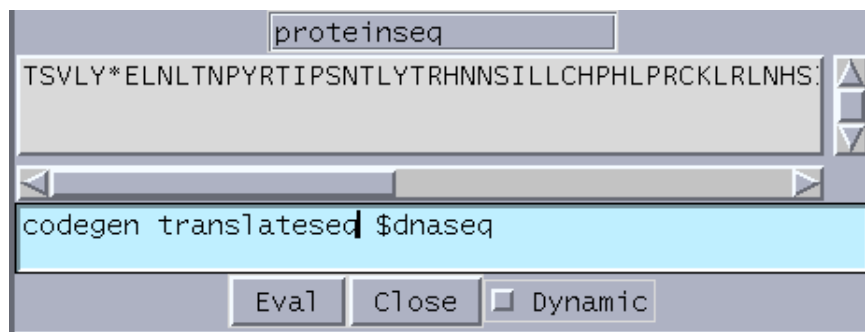 proteinseq
TSVLY*ELNLTNPYRTIPSNTLYTRHNNSILLCHPHLPRCKLRLNHS
codegen translateseq $dnaseq
Eval Close Dynamic